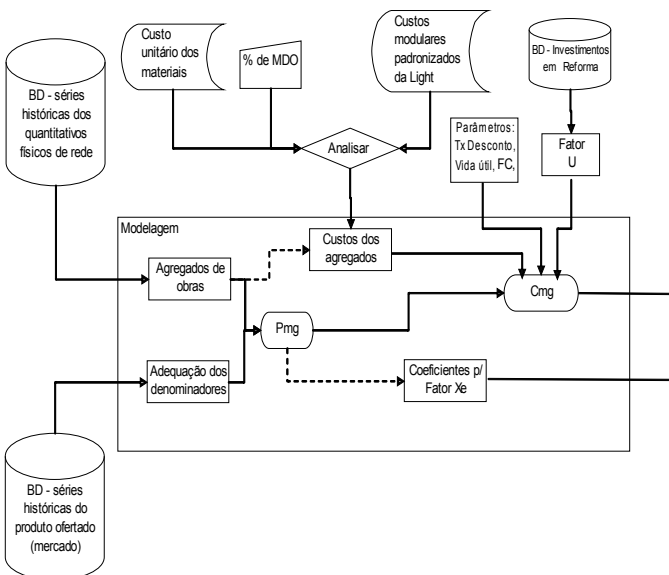 Custo
unitário dos
materiais
% de MDO
Custos
modulares
padronizados
da Light
BD - Investimentos
em Reforma
BD - séries
históricas dos
quantitativos
físicos de rede
Analisar
Parâmetros:
Tx Desconto,
Vida útil, FC,
Fator
U
Modelagem
Custos dos
agregados
Agregados de
obras
Cmg
Pmg
Adequação dos
denominadores
Coeficientes p/
Fator Xe
BD - séries
históricas do
produto ofertado
(mercado)